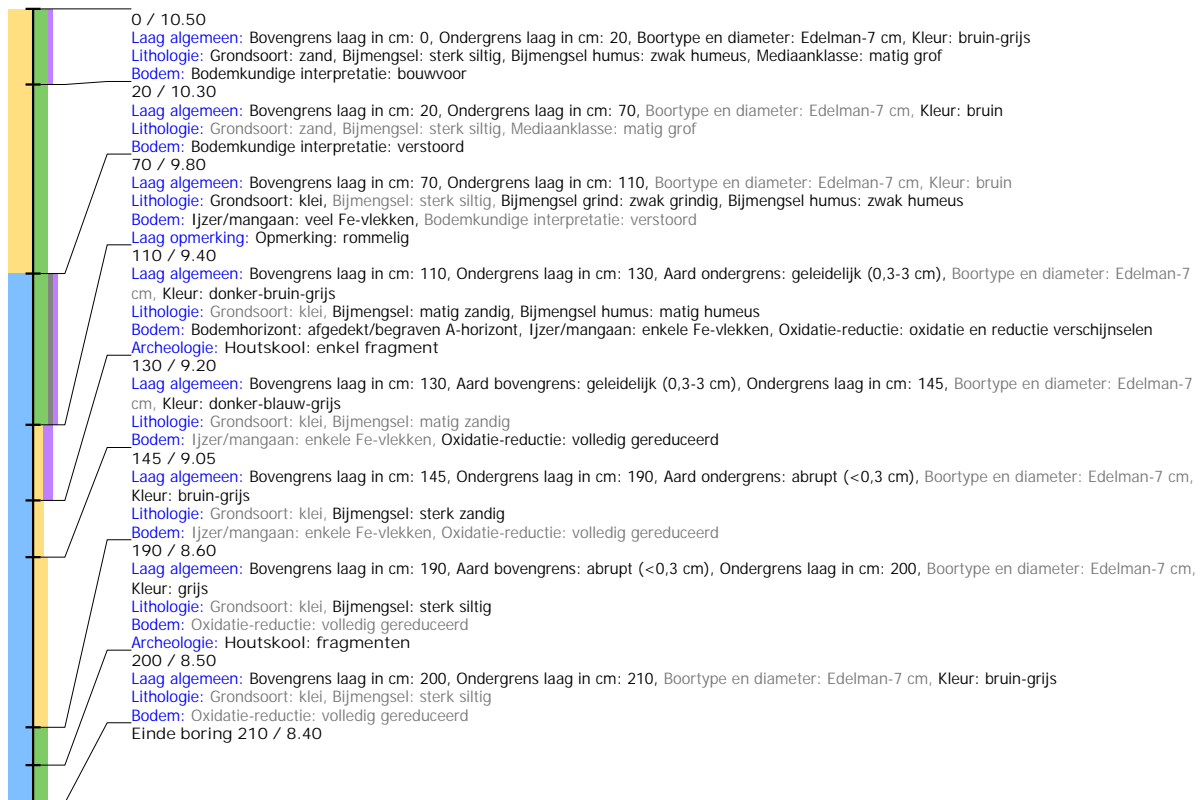 0 / 10.50
Laag algemeen: Bovengrens laag in cm: 0, Ondergrens laag in cm: 20, Boortype en diameter: Edelman-7 cm, Kleur: bruin-grijs
Lithologie: Grondsoort: zand, Bijmengsel: sterk siltig, Bijmengsel humus: zwak humeus, Mediaanklasse: matig grof
Bodem: Bodemkundige interpretatie: bouwvoor
20 / 10.30
Laag algemeen: Bovengrens laag in cm: 20, Ondergrens laag in cm: 70, Boortype en diameter: Edelman-7 cm, Kleur: bruin
Lithologie: Grondsoort: zand, Bijmengsel: sterk siltig, Mediaanklasse: matig grof
Bodem: Bodemkundige interpretatie: verstoord
70 / 9.80
Laag algemeen: Bovengrens laag in cm: 70, Ondergrens laag in cm: 110, Boortype en diameter: Edelman-7 cm, Kleur: bruin
Lithologie: Grondsoort: klei, Bijmengsel: sterk siltig, Bijmengsel grind: zwak grindig, Bijmengsel humus: zwak humeus
Bodem: Ijzer/mangaan: veel Fe-vlekken, Bodemkundige interpretatie: verstoord
Laag opmerking: Opmerking: rommelig
110 / 9.40
Laag algemeen: Bovengrens laag in cm: 110, Ondergrens laag in cm: 130, Aard ondergrens: geleidelijk (0,3-3 cm), Boortype en diameter: Edelman-7
cm, Kleur: donker-bruin-grijs
Lithologie: Grondsoort: klei, Bijmengsel: matig zandig, Bijmengsel humus: matig humeus
Bodem: Bodemhorizont: afgedekt/begraven A-horizont, Ijzer/mangaan: enkele Fe-vlekken, Oxidatie-reductie: oxidatie en reductie verschijnselen
Archeologie: Houtskool: enkel fragment
130 / 9.20
Laag algemeen: Bovengrens laag in cm: 130, Aard bovengrens: geleidelijk (0,3-3 cm), Ondergrens laag in cm: 145, Boortype en diameter: Edelman-7
cm, Kleur: donker-blauw-grijs
Lithologie: Grondsoort: klei, Bijmengsel: matig zandig
Bodem: Ijzer/mangaan: enkele Fe-vlekken, Oxidatie-reductie: volledig gereduceerd
145 / 9.05
Laag algemeen: Bovengrens laag in cm: 145, Ondergrens laag in cm: 190, Aard ondergrens: abrupt (<0,3 cm), Boortype en diameter: Edelman-7 cm,
Kleur: bruin-grijs
Lithologie: Grondsoort: klei, Bijmengsel: sterk zandig
Bodem: Ijzer/mangaan: enkele Fe-vlekken, Oxidatie-reductie: volledig gereduceerd
190 / 8.60
Laag algemeen: Bovengrens laag in cm: 190, Aard bovengrens: abrupt (<0,3 cm), Ondergrens laag in cm: 200, Boortype en diameter: Edelman-7 cm,
Kleur: grijs
Lithologie: Grondsoort: klei, Bijmengsel: sterk siltig
Bodem: Oxidatie-reductie: volledig gereduceerd
Archeologie: Houtskool: fragmenten
200 / 8.50
Laag algemeen: Bovengrens laag in cm: 200, Ondergrens laag in cm: 210, Boortype en diameter: Edelman-7 cm, Kleur: bruin-grijs
Lithologie: Grondsoort: klei, Bijmengsel: sterk siltig
Bodem: Oxidatie-reductie: volledig gereduceerd
Einde boring 210 / 8.40